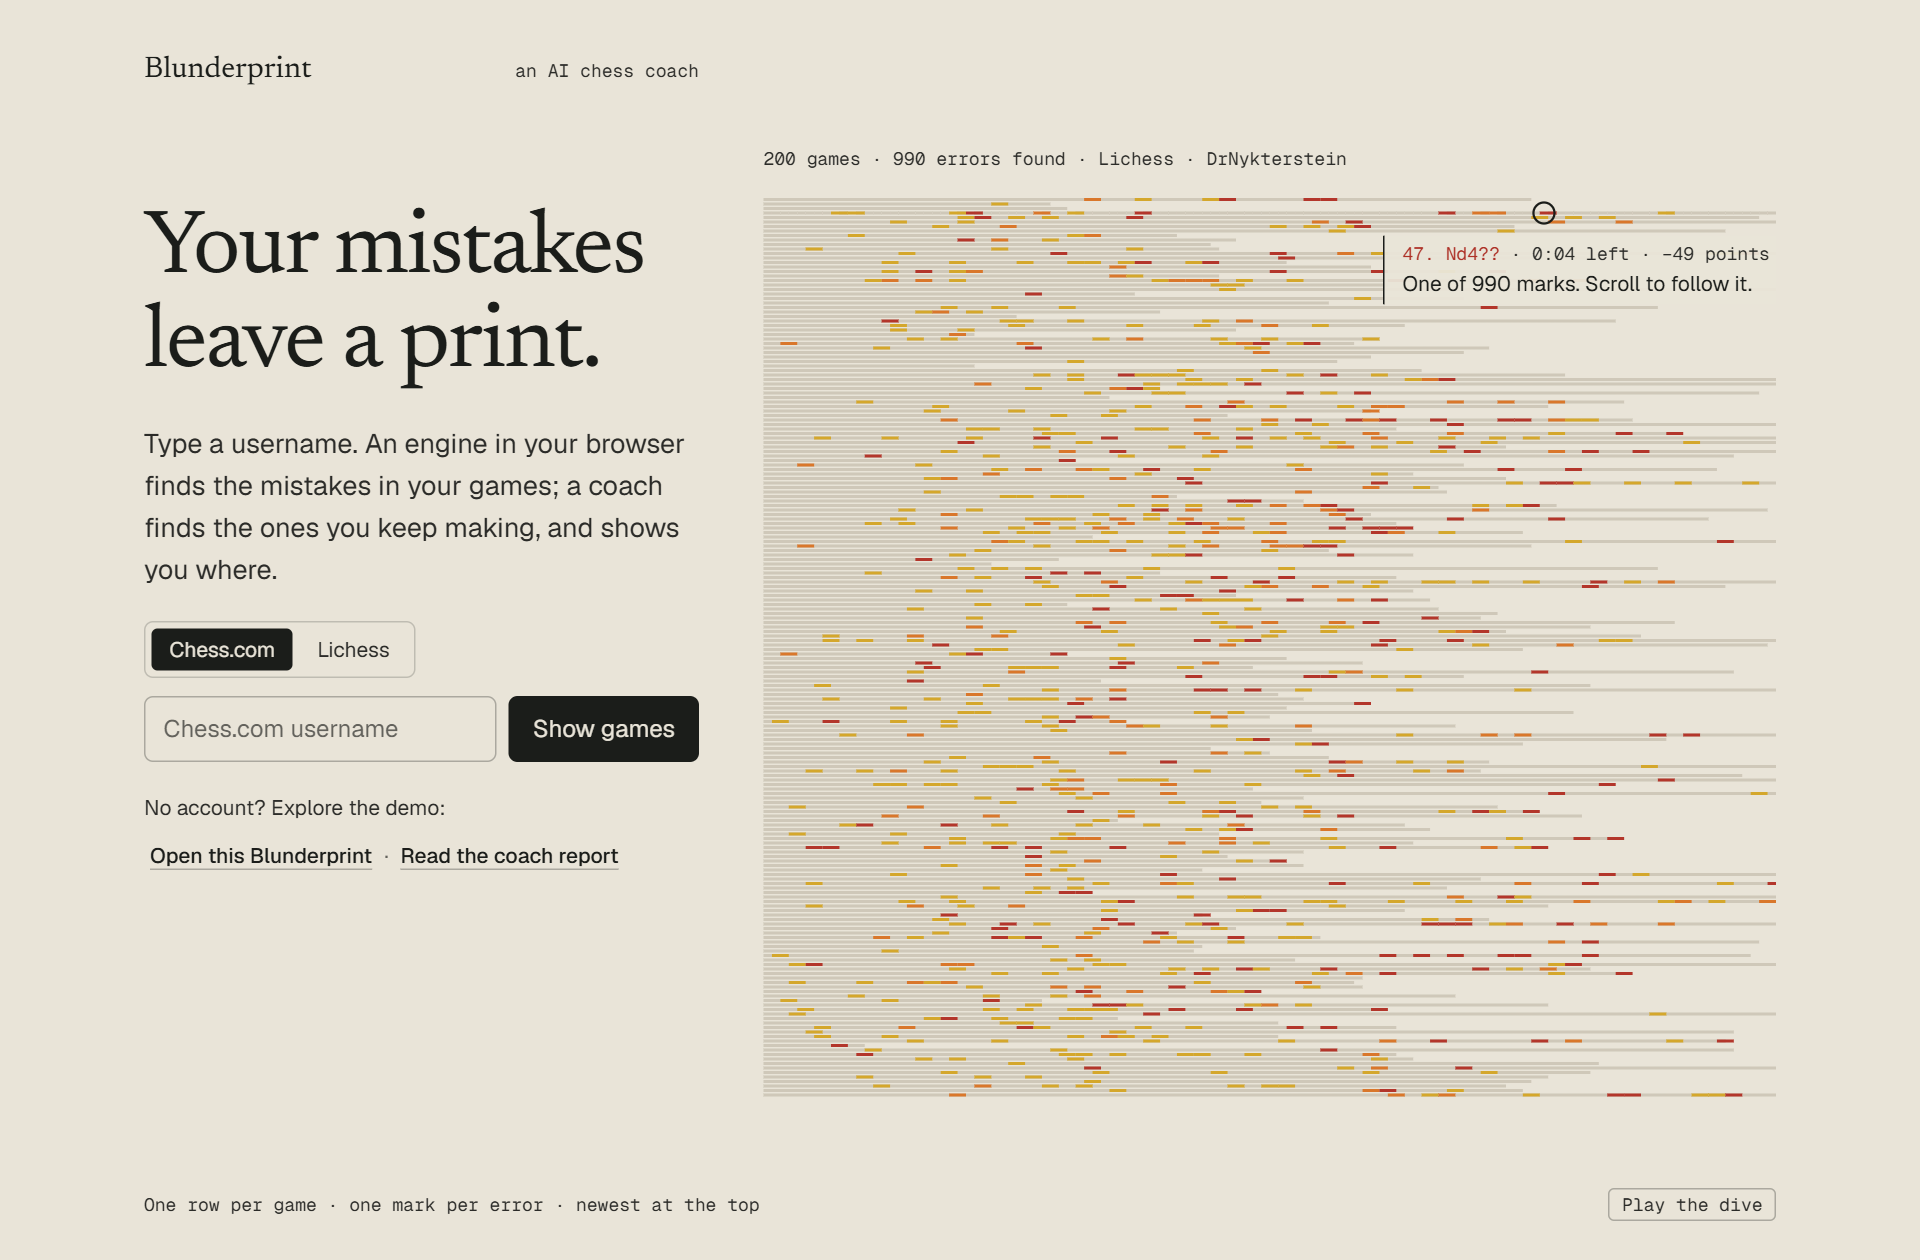 Blunderprint
an AI chess coach
200 games · 990 errors found · Lichess · DrNykterstein
Your mistakes
leave a print.
47. Nd4?? · 0:04 left · −49 points
One of 990 marks. Scroll to follow it.
Type a username. An engine in your browser
finds the mistakes in your games; a coach
finds the ones you keep making, and shows
you where.
Chess.com
Lichess
Chess.com username
Show games
No account? Explore the demo:
Open this Blunderprint · Read the coach report
One row per game · one mark per error · newest at the top
Play the dive